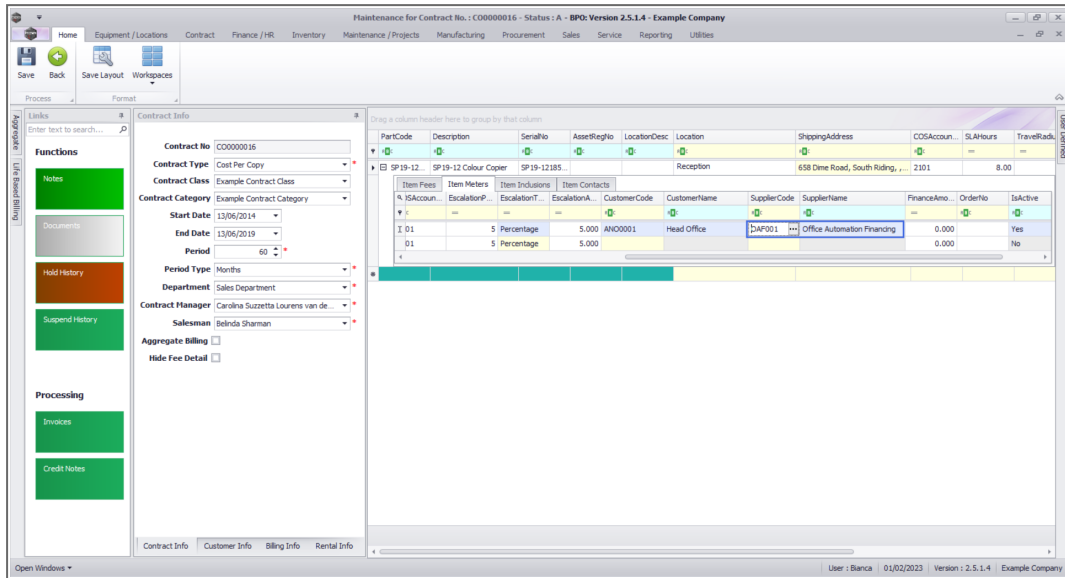 Maintenance for Contract No. : CO0000016 - Status : A - BPO: Version 2.5.1.4 - Example Company
Home Equipment / Locations Contract Finance / HR Inventory Maintenance / Projects Manufacturing Procurement Sales Service Reporting Utilities
Save Back Save Layout Workspaces
Process Format
Aggregate
Life Based Billing
Links
Enter text to search...
Functions
Notes
Documents
Hold History
Suspend History
Processing
Invoices
Credit Notes
Contract Info
Contract No CO0000016
Contract Type Cost Per Copy *
Contract Class Example Contract Class
Contract Category Example Contract Category *
Start Date 13/06/2014
End Date 13/06/2019
Period 60 *
Period Type Months *
Department Sales Department *
Contract Manager Carolina Suzzetta Lourens van de... *
Salesman Belinda Sharman *
Aggregate Billing
Hide Fee Detail
Contract Info Customer Info Billing Info Rental Info
Drag a column header here to group by that column
PartCode Description SerialNo AssetRegNo LocationDesc Location ShippingAddress COSAccoun... SLAHours TravelRadiu
SP19-12... SP19-12 Colour Copier SP19-12185... Reception 658 Dime Road, South Riding, ,... 2101 8.00
Item Fees Item Meters Item Inclusions Item Contacts
EscalationP... EscalationT... EscalationA... CustomerCode CustomerName SupplierCode SupplierName FinanceAmo... OrderNo IsActive
01 5 Percentage 5.000 ANO0001 Head Office OAF001 ... Office Automation Financing 0.000 Yes
01 5 Percentage 5.000 0.000 No
User Defined
Open Windows
User : Bianca 01/02/2023 Version : 2.5.1.4 Example Company